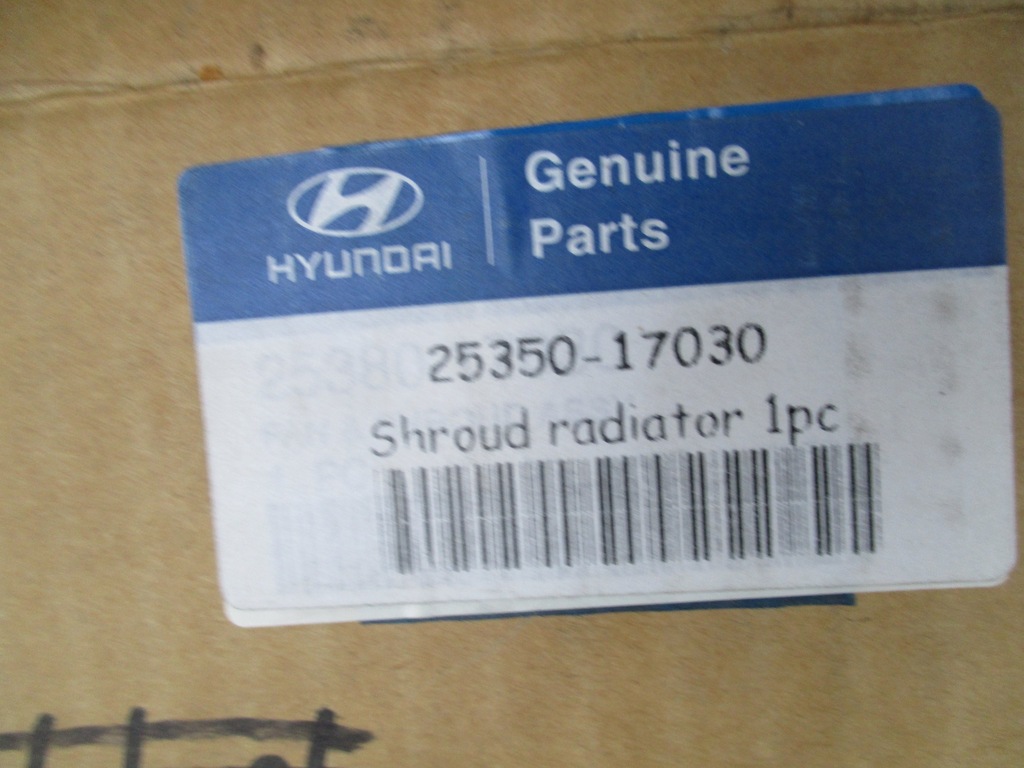 HYUNDAI
Genuine
Parts
25350-17030
Shroud radiator 1pc